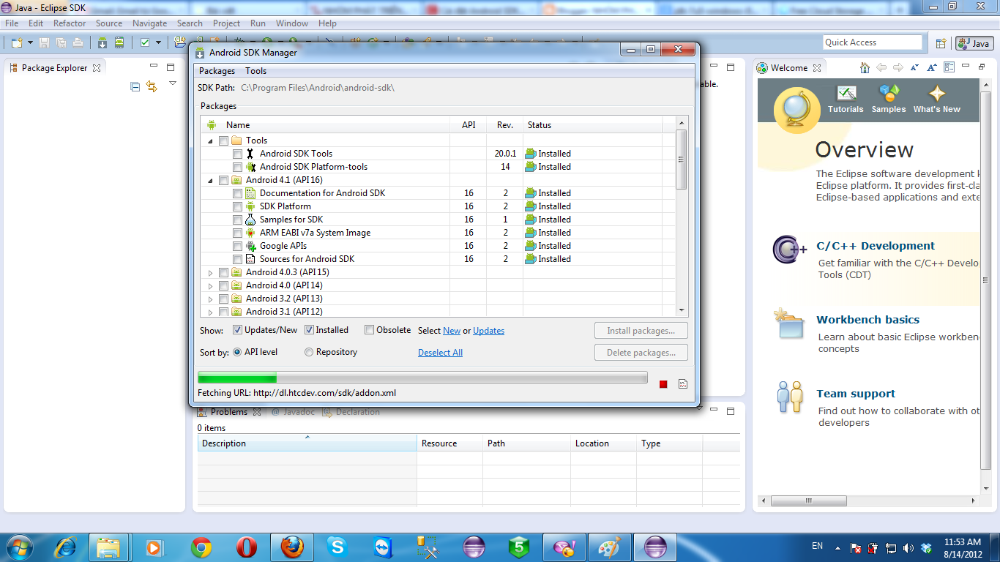 Java - Eclipse SDK
File Edit Refactor Source Navigate Search Project Run Window Help
Quick Access
Java
Package Explorer
Android SDK Manager
Packages Tools
SDK Path: C:\Program Files\Android\android-sdk\
Packages
Name API Rev. Status
Tools
Android SDK Tools 20.0.1 Installed
Android SDK Platform-tools 14 Installed
Android 4.1 (API 16)
Documentation for Android SDK 16 2 Installed
SDK Platform 16 2 Installed
Samples for SDK 16 1 Installed
ARM EABI v7a System Image 16 2 Installed
Google APIs 16 2 Installed
Sources for Android SDK 16 2 Installed
Android 4.0.3 (API 15)
Android 4.0 (API 14)
Android 3.2 (API 13)
Android 3.1 (API 12)
Show: Updates/New Installed Obsolete Select New or Updates Install packages...
Sort by: API level Repository Deselect All Delete packages...
Fetching URL: http://dl.htcdev.com/sdk/addon.xml
able.
Problems Javadoc Declaration
0 items
Description Resource Path Location Type
Welcome
Tutorials Samples What's New
Overview
The Eclipse software development k
Eclipse platform. It provides first-cla
Eclipse-based applications and exte
C/C++ Development
Get familiar with the C/C++ Develo
Tools (CDT)
Workbench basics
Learn about basic Eclipse workben
concepts
Team support
Find out how to collaborate with ot
developers
EN
11:53 AM
8/14/2012